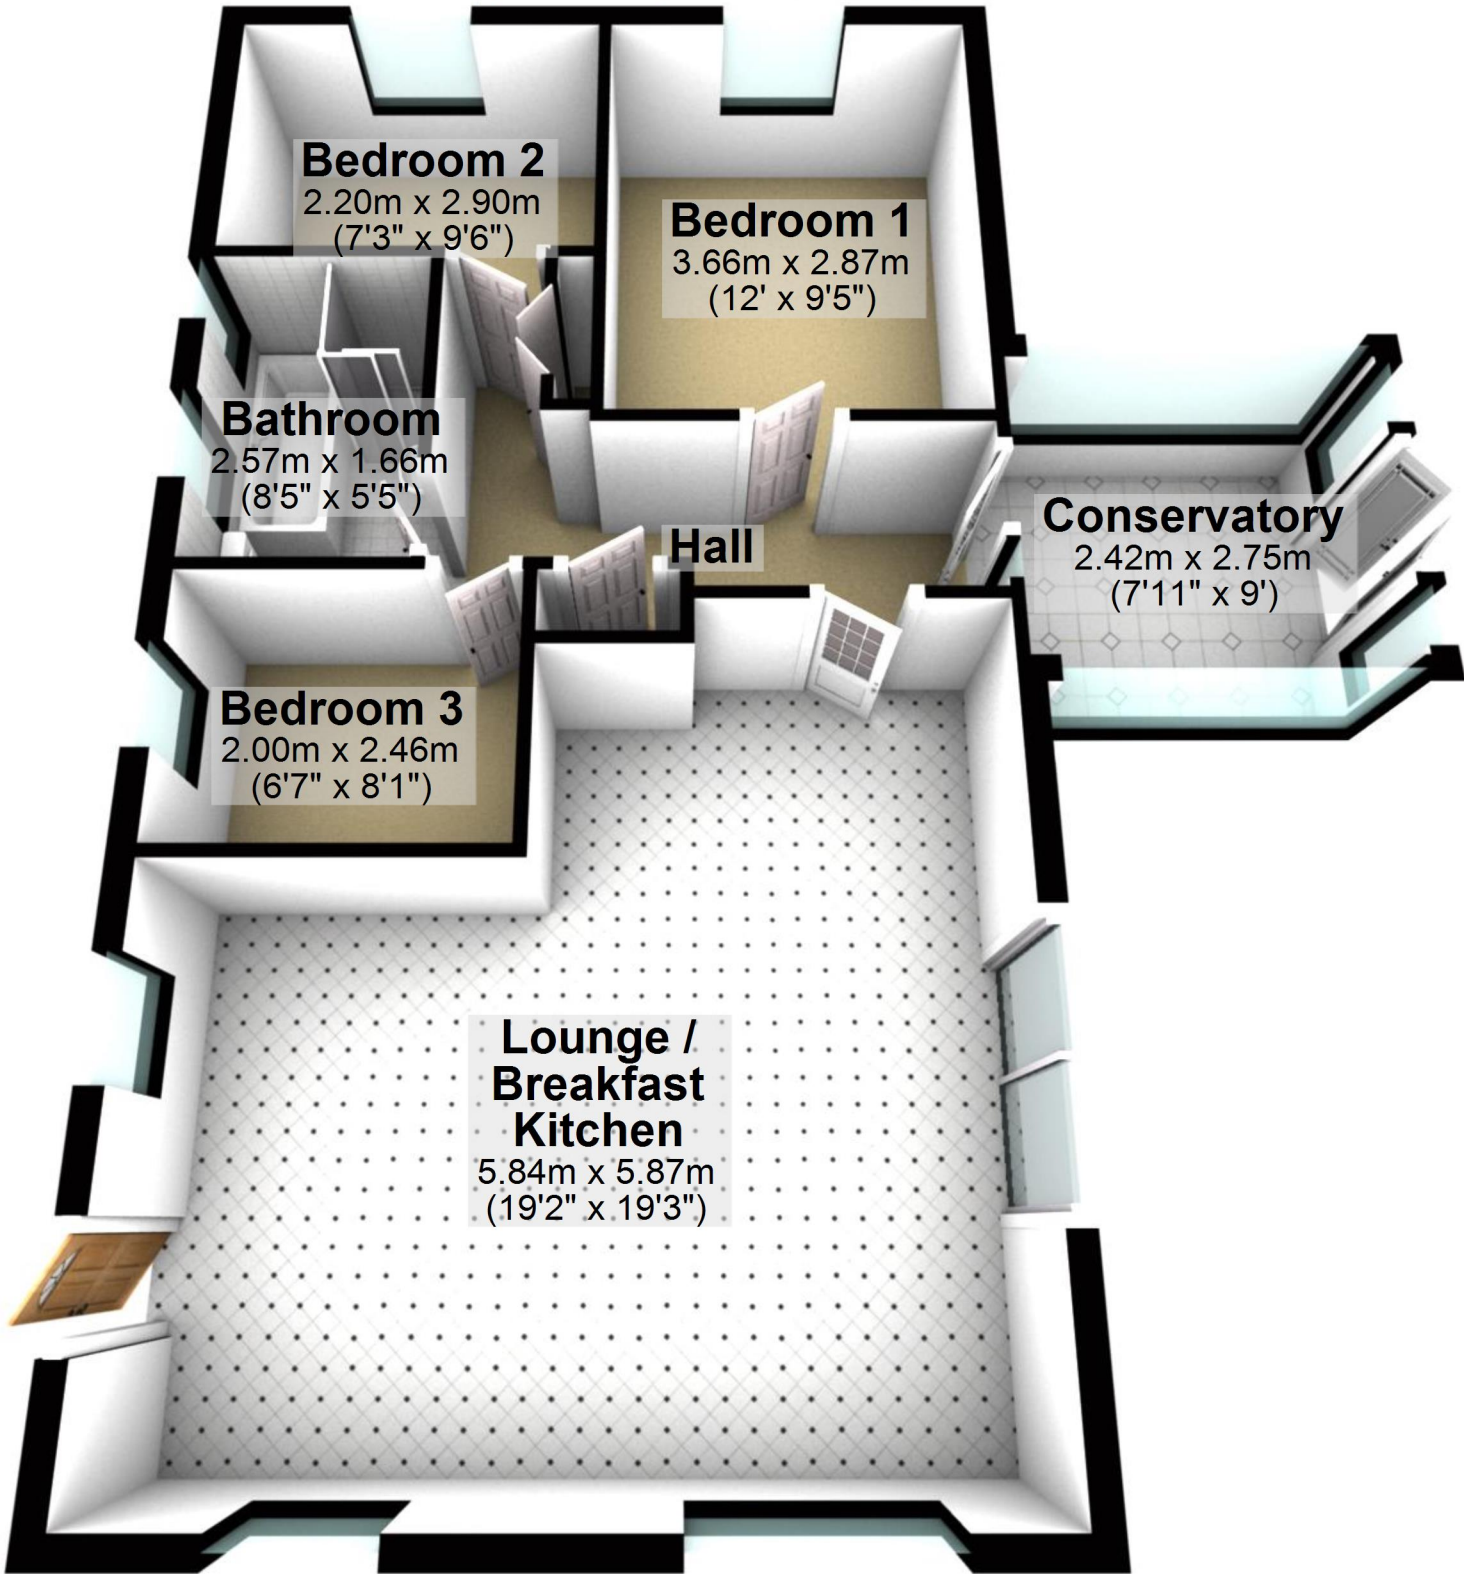 Bedroom 2
2.20m x 2.90m
(7'3" x 9'6")
Bedroom 1
3.66m x 2.87m
(12' x 9'5")
Bathroom
2.57m x 1.66m
(8'5" x 5'5")
Hall
Conservatory
2.42m x 2.75m
(7'11" x 9')
Bedroom 3
2.00m x 2.46m
(6'7" x 8'1")
Lounge /
Breakfast
Kitchen
5.84m x 5.87m
(19'2" x 19'3")